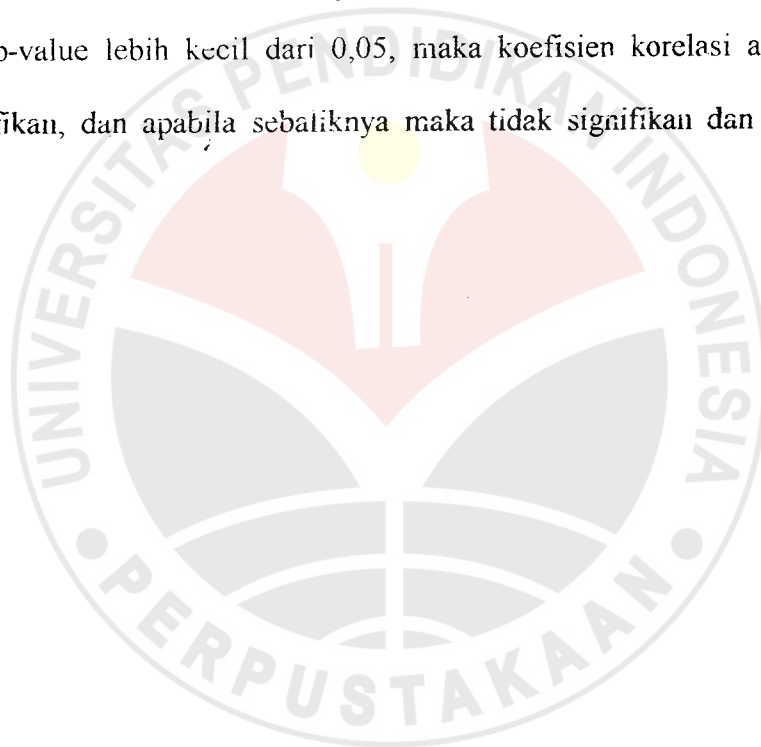 p-value lebih kecil dari 0,05, maka koefisien korelasi a
fikan, dan apabila sebaliknya maka tidak signifikan dan
UNIVERSITAS PENDIDIKAN INDONESIA
PERPUSTAKAAN